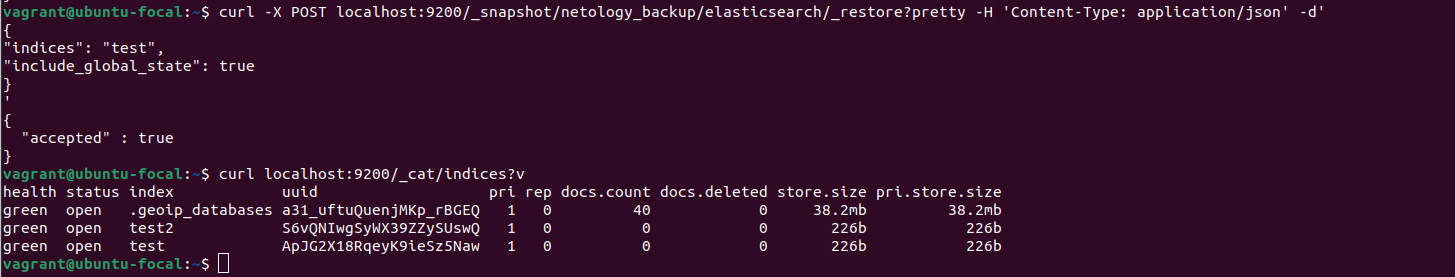 vagrant@ubuntu-focal:~$ curl -X POST localhost:9200/_snapshot/netology_backup/elasticsearch/_restore?pretty -H 'Content-Type: application/json' -d'
{
"indices": "test",
"include_global_state": true
}
'
{
  "accepted" : true
}
vagrant@ubuntu-focal:~$ curl localhost:9200/_cat/indices?v
health status index            uuid                   pri rep docs.count docs.deleted store.size pri.store.size
green  open   .geoip_databases a31_uftuQuenjMKp_rBGEQ   1   0         40            0     38.2mb         38.2mb
green  open   test2            S6vQNIwgSyWX39ZZySUswQ   1   0          0            0       226b           226b
green  open   test             ApJG2X18RqeyK9ieSz5Naw   1   0          0            0       226b           226b
vagrant@ubuntu-focal:~$